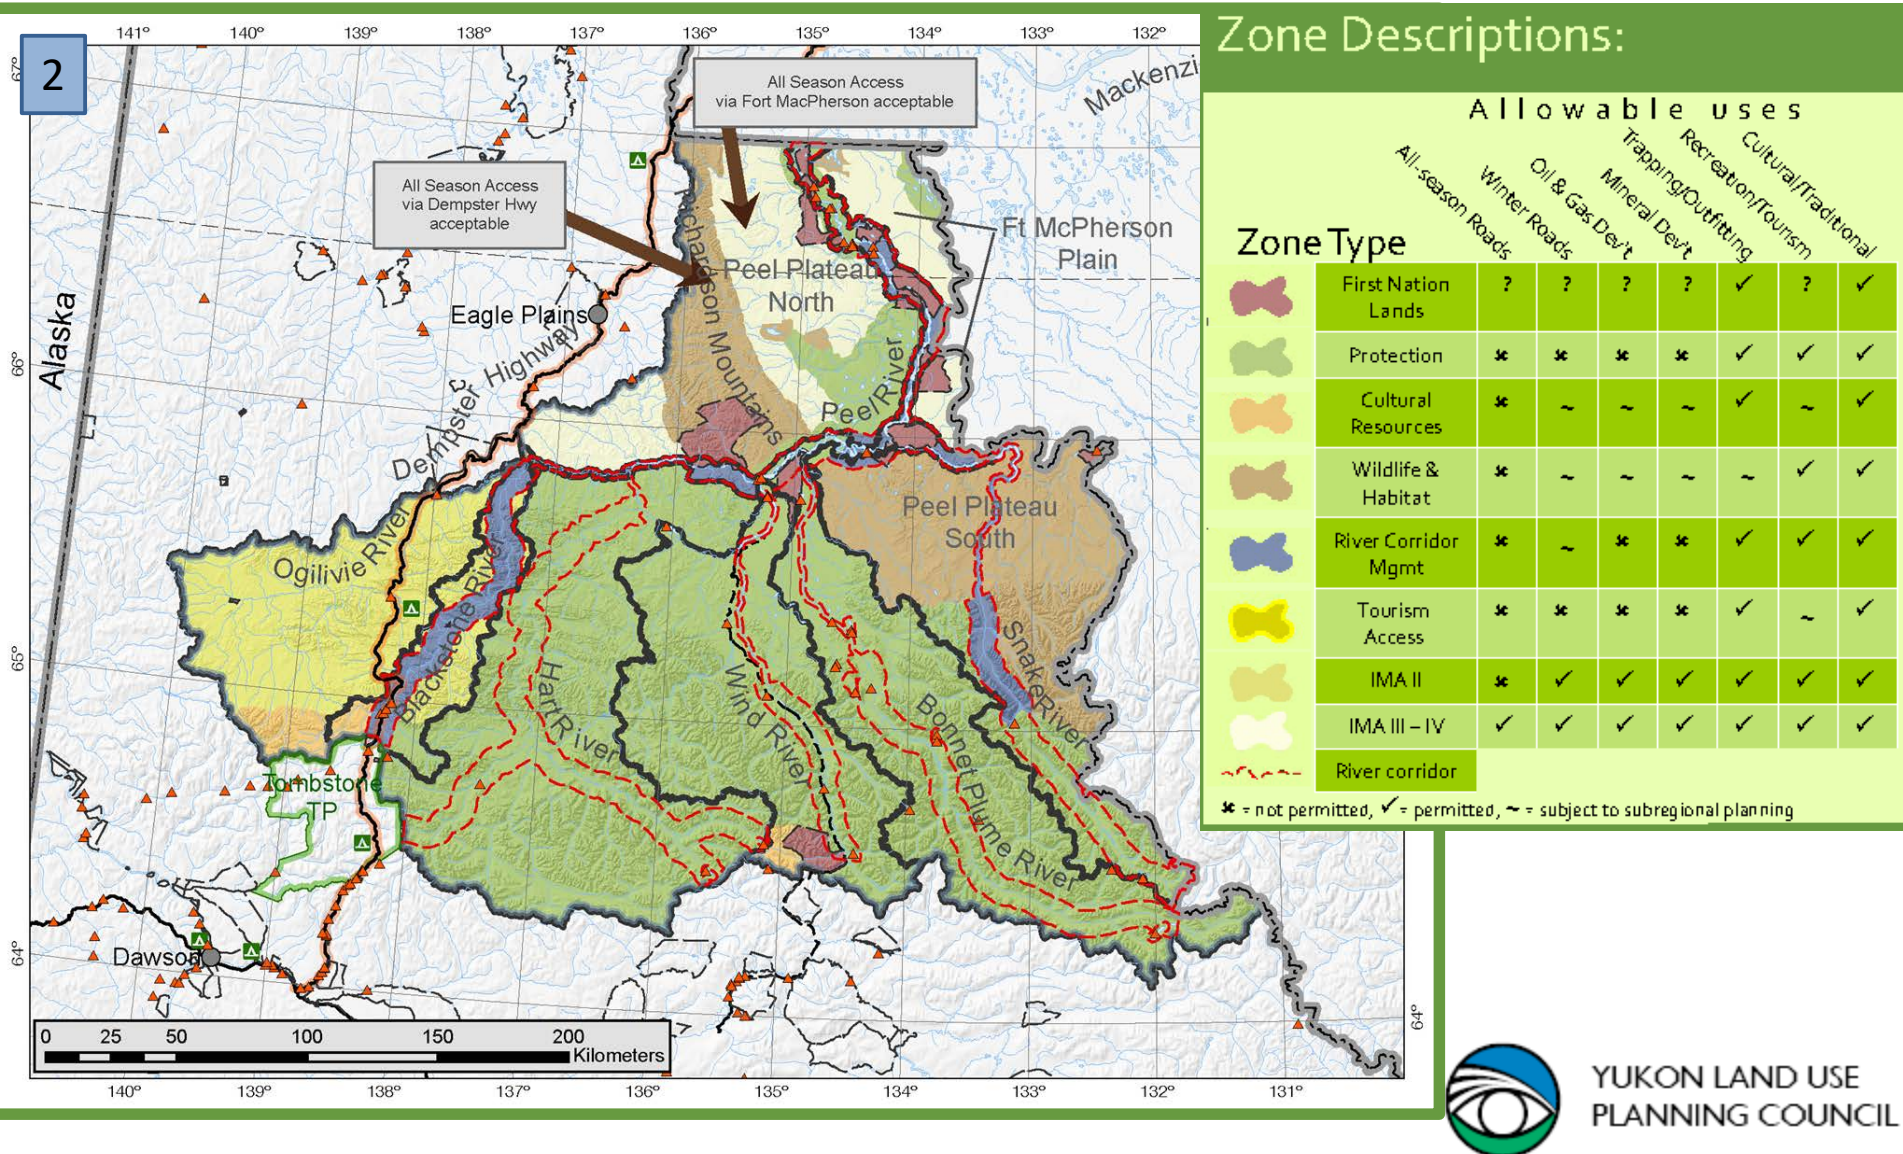 2
141° 140° 139° 138° 137° 136° 135° 134° 133° 132°
67°
66°
65°
64°
64°
140° 139° 138° 137° 136° 135° 134° 133° 132° 131°
All Season Access
via Fort MacPherson acceptable
All Season Access
via Dempster Hwy
acceptable
Mackenzi
Ft McPherson
Plain
Richardson Mountains
Peel Plateau
North
Eagle Plains
Alaska
Dempster Highway
Peel River
Peel Plateau
South
Ogilivie River
Blackstone River
Hart River
Wind River
Bonnet Plume River
Snake River
Tombstone
TP
Dawson
0 25 50 100 150 200
Kilometers
Zone Descriptions:
Allowable uses
Zone Type
All-season Roads
Winter Roads
Oil & Gas Dev't
Mineral Dev't
Trapping/Outfitting
Recreation/Tourism
Cultural/Traditional
First Nation
Lands
? ? ? ? ✓ ? ✓
Protection
✖ ✖ ✖ ✖ ✓ ✓ ✓
Cultural
Resources
✖ ~ ~ ~ ✓ ~ ✓
Wildlife &
Habitat
✖ ~ ~ ~ ~ ✓ ✓
River Corridor
Mgmt
✖ ~ ✖ ✖ ✓ ✓ ✓
Tourism
Access
✖ ✖ ✖ ✖ ✓ ~ ✓
IMA II
✖ ✓ ✓ ✓ ✓ ✓ ✓
IMA III – IV
✓ ✓ ✓ ✓ ✓ ✓ ✓
River corridor
✖ = not permitted, ✓ = permitted, ~ = subject to subregional planning
YUKON LAND USE
PLANNING COUNCIL